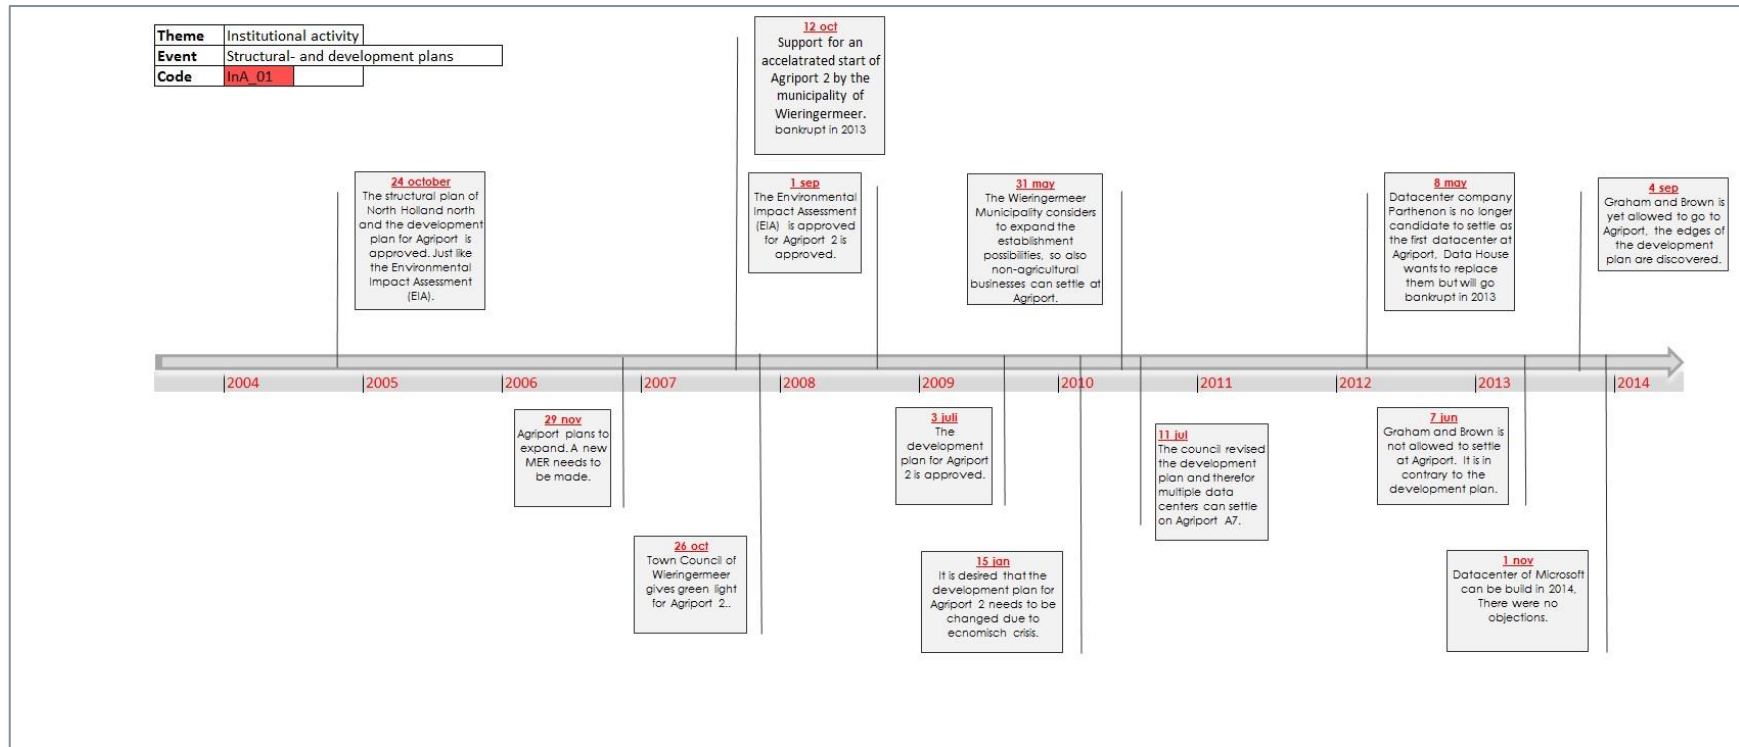 Theme Institutional activity
Event Structural- and development plans
Code InA_01
12 oct
Support for an
accelatrated start of
Agriport 2 by the
municipality of
Wieringermeer.
bankrupt in 2013
24 october
The structural plan of
North Holland north
and the development
plan for Agriport is
approved. Just like
the Environmental
Impact Assessment
(EIA).
1 sep
The Environmental
Impact Assessment
(EIA) is approved
for Agriport 2 is
approved.
31 may
The Wieringermeer
Municipality considers
to expand the
establishment
possibilities, so also
non-agricultural
businesses can settle at
Agriport.
8 may
Datacenter company
Parthenon is no longer
candidate to settle as
the first datacenter at
Agriport, Data House
wants to replace
them but will go
bankrupt in 2013
4 sep
Graham and Brown is
yet allowed to go to
Agriport, the edges of
the development
plan are discovered.
2004 2005 2006 2007 2008 2009 2010 2011 2012 2013 2014
29 nov
Agriport plans to
expand. A new
MER needs to
be made.
26 oct
Town Council of
Wieringermeer
gives green light
for Agriport 2..
3 juli
The
development
plan for Agriport
2 is approved.
15 jan
It is desired that the
development plan for
Agriport 2 needs to be
changed due to
ecnomisch crisis.
11 jul
The council revised
the development
plan and therefor
multiple data
centers can settle
on Agriport A7.
7 jun
Graham and Brown is
not allowed to settle
at Agriport. It is in
contrary to the
development plan.
1 nov
Datacenter of Microsoft
can be build in 2014,
There were no
objections.